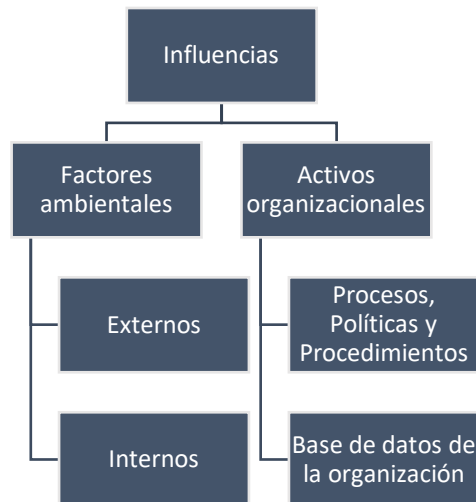 Influencias
Factores
ambientales
Activos
organizacionales
Externos
Procesos,
Políticas y
Procedimientos
Internos
Base de datos de
la organización